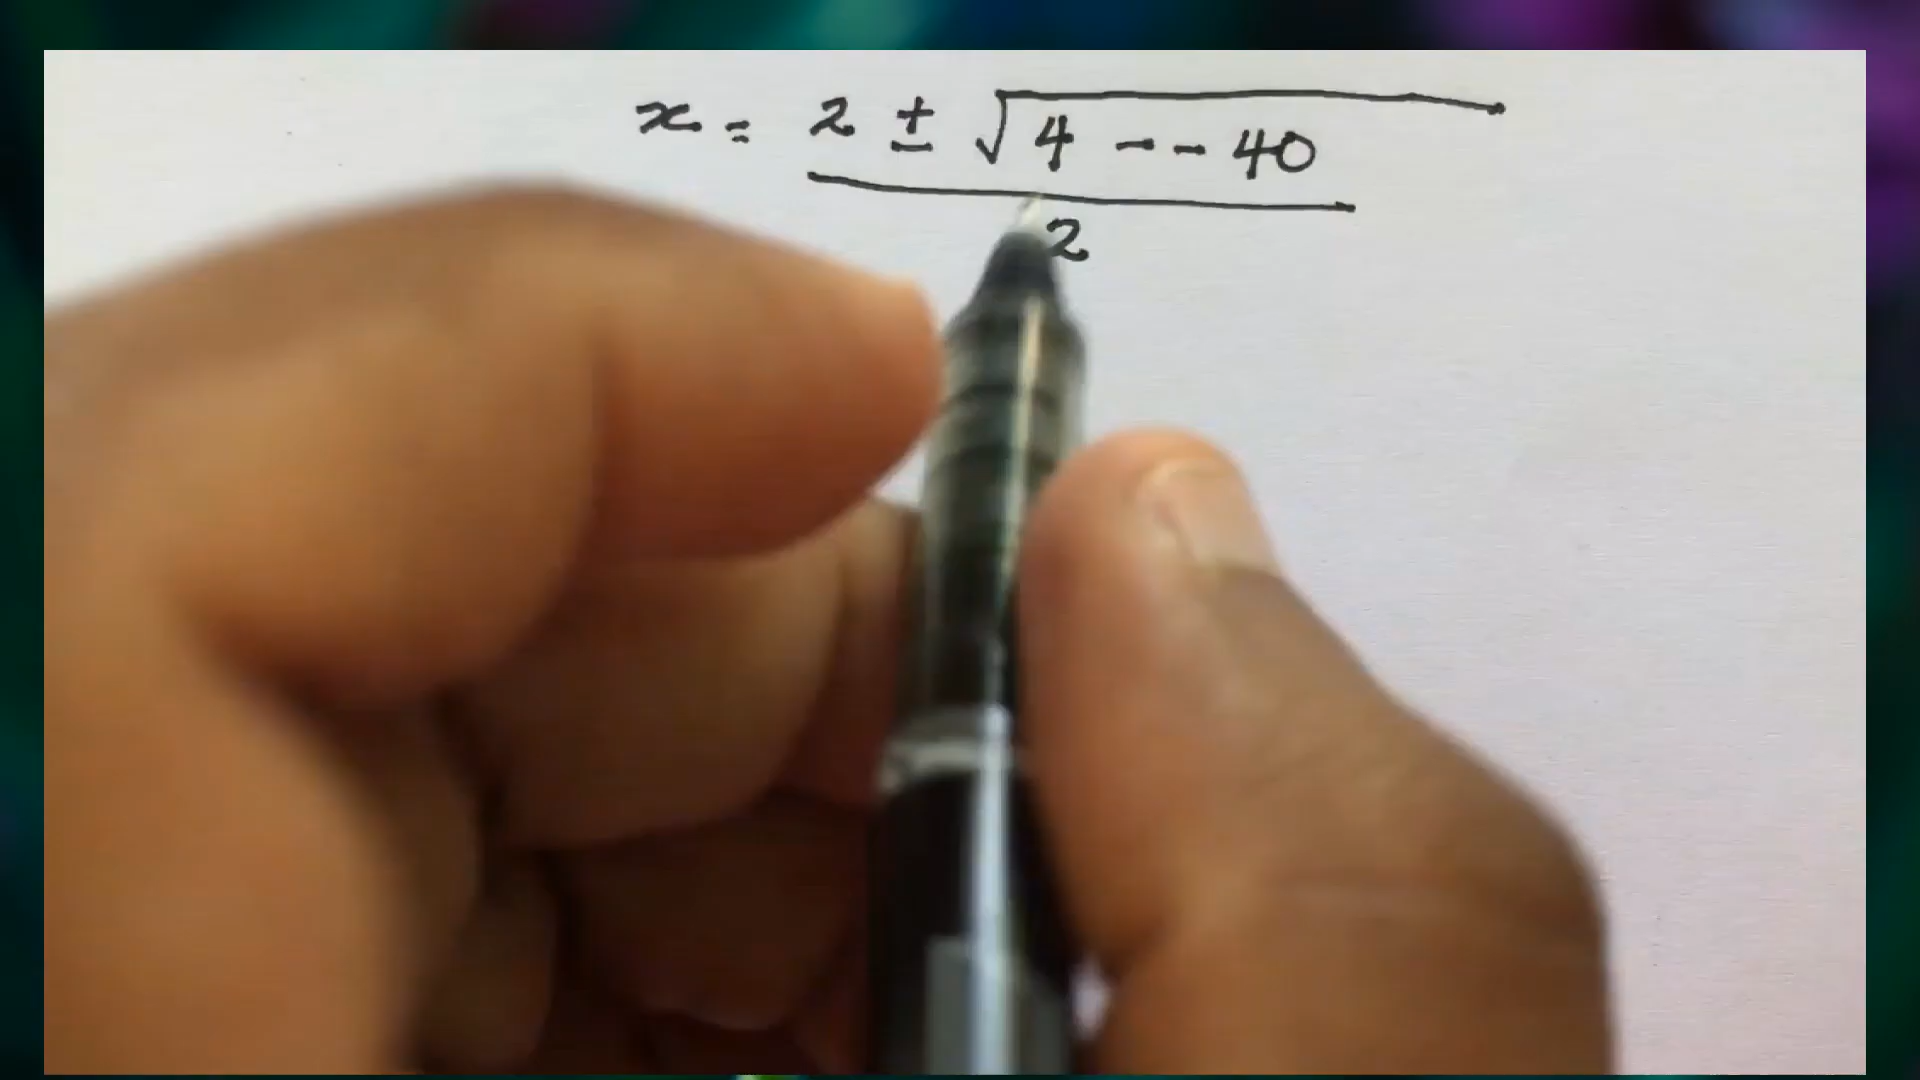 x = 2 ± √4 - - 40
2